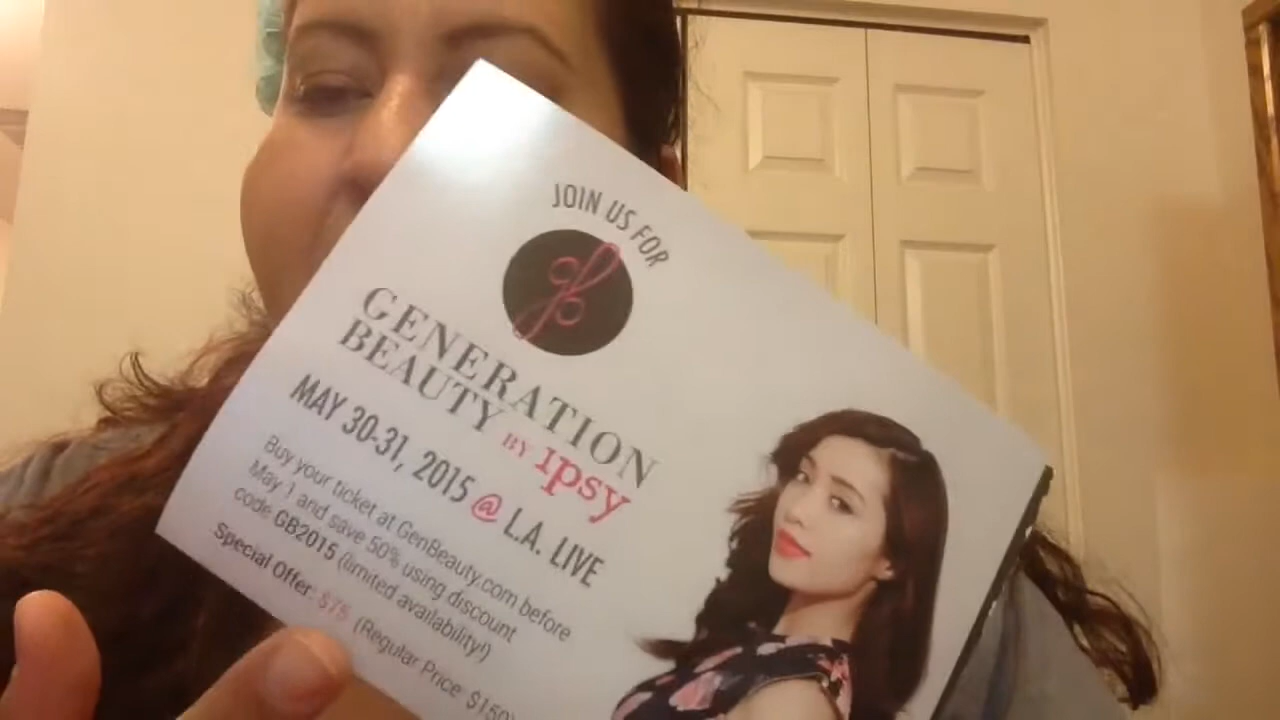 JOIN US FOR
gb
GENERATION
BEAUTY BY ipsy
MAY 30-31, 2015 @ L.A. LIVE
Buy your ticket at GenBeauty.com before
May 1 and save 50% using discount
code GB2015 (limited availability!)
Special Offer: $75 (Regular Price $150)